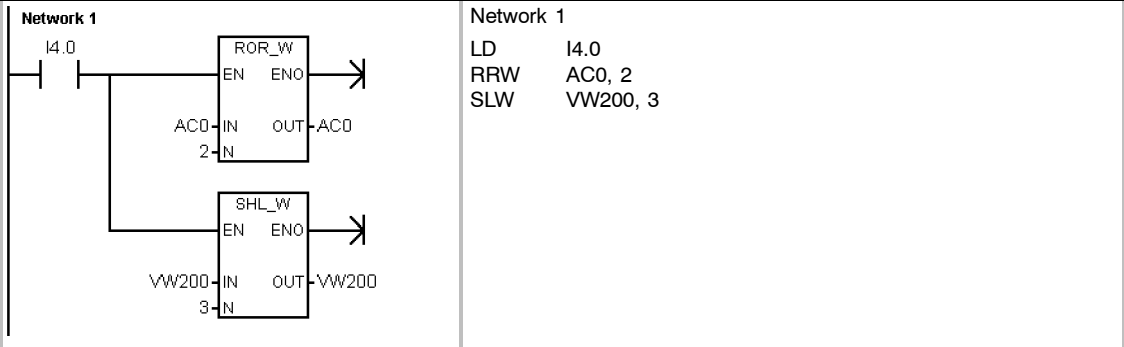 Network 1
I4.0
ROR_W
EN ENO
AC0 IN OUT AC0
2 N
SHL_W
EN ENO
VW200 IN OUT VW200
3 N
Network 1
LD I4.0
RRW AC0, 2
SLW VW200, 3